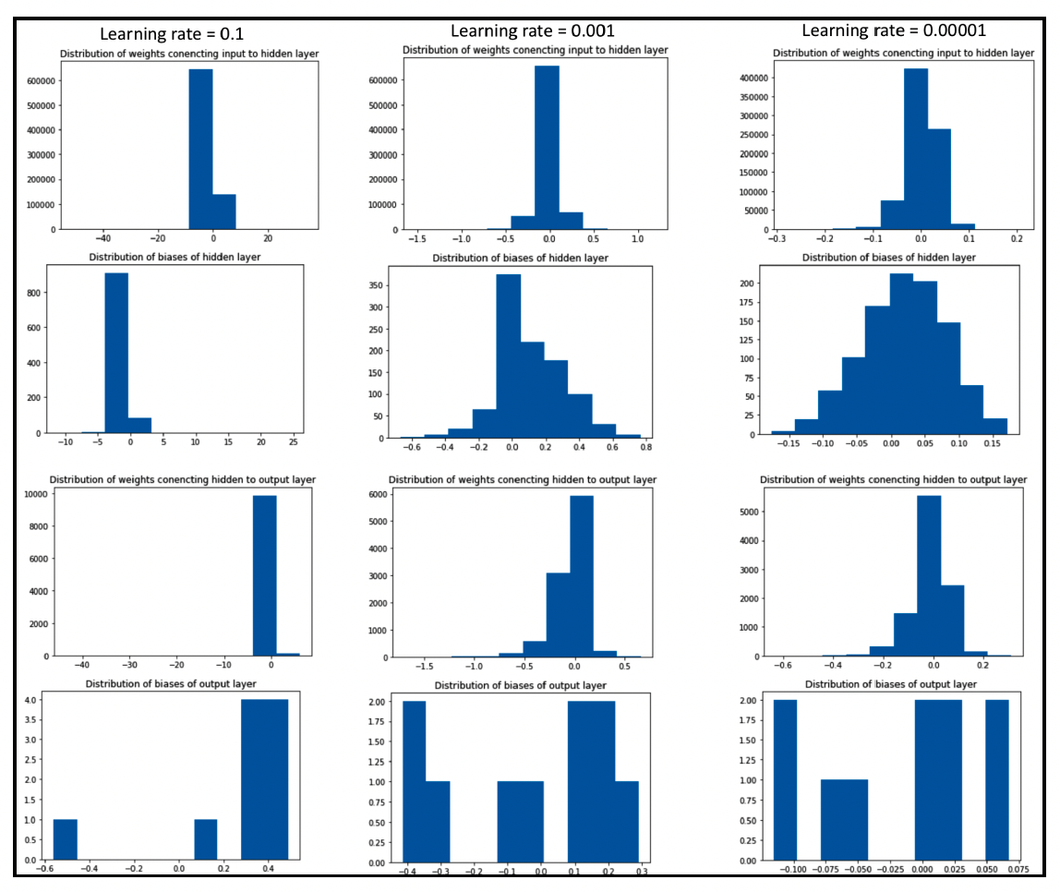 Learning rate = 0.1 Learning rate = 0.001 Learning rate = 0.00001
Distribution of weights conencting input to hidden layer Distribution of weights conencting input to hidden layer Distribution of weights conencting input to hidden layer
600000 600000 400000
500000 500000 350000
400000 400000 300000
300000 300000 250000
200000 200000 200000
100000 100000 150000
0 0 100000
50000
0
−40 −20 0 20 −1.5 −1.0 −0.5 0.0 0.5 1.0 −0.3 −0.2 −0.1 0.0 0.1 0.2
Distribution of biases of hidden layer Distribution of biases of hidden layer Distribution of biases of hidden layer
800 350 200
600 300 175
400 250 150
200 200 125
0 150 100
100 75
50 50
0 25
0
−10 −5 0 5 10 15 20 25 −0.6 −0.4 −0.2 0.0 0.2 0.4 0.6 0.8 −0.15 −0.10 −0.05 0.00 0.05 0.10 0.15
Distribution of weights conencting hidden to output layer Distribution of weights conencting hidden to output layer Distribution of weights conencting hidden to output layer
10000 6000 5000
8000 5000 4000
6000 4000 3000
4000 3000 2000
2000 2000 1000
0 1000 0
0
−40 −30 −20 −10 0 −1.5 −1.0 −0.5 0.0 0.5 −0.6 −0.4 −0.2 0.0 0.2
Distribution of biases of output layer Distribution of biases of output layer Distribution of biases of output layer
4.0 2.00 2.00
3.5 1.75 1.75
3.0 1.50 1.50
2.5 1.25 1.25
2.0 1.00 1.00
1.5 0.75 0.75
1.0 0.50 0.50
0.5 0.25 0.25
0.0 0.00 0.00
−0.6 −0.4 −0.2 0.0 0.2 0.4 −0.4 −0.3 −0.2 −0.1 0.0 0.1 0.2 0.3 −0.100 −0.075 −0.050 −0.025 0.000 0.025 0.050 0.075